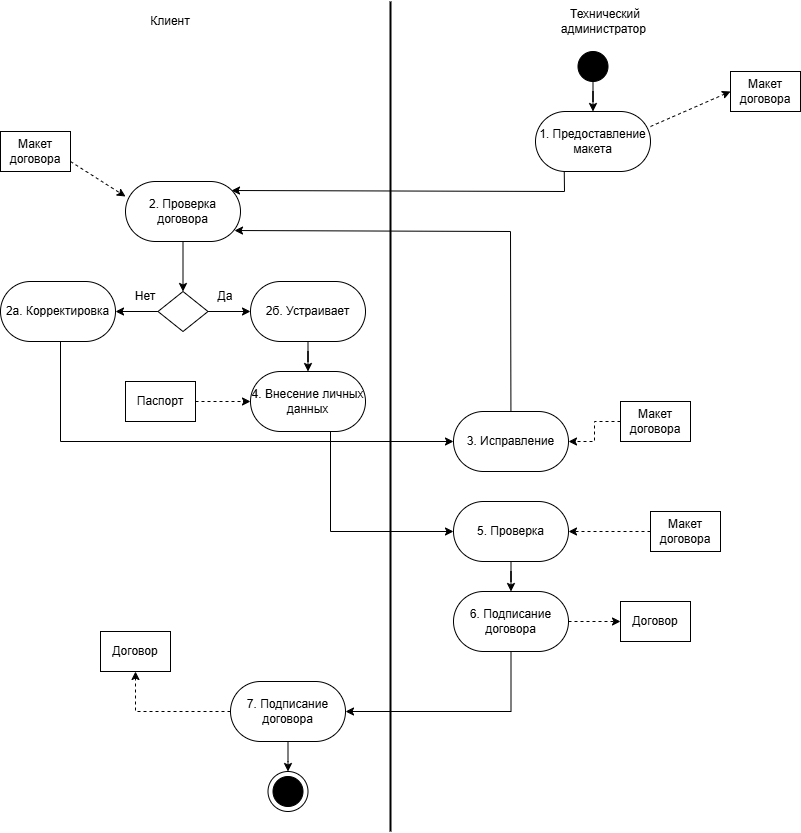 Клиент
Технический
администратор
Макет
договора
1. Предоставление
макета
Макет
договора
2. Проверка
договора
Нет
Да
2а. Корректировка
2б. Устраивает
Паспорт
4. Внесение личных
данных
Макет
договора
3. Исправление
Макет
договора
5. Проверка
6. Подписание
договора
Договор
Договор
7. Подписание
договора